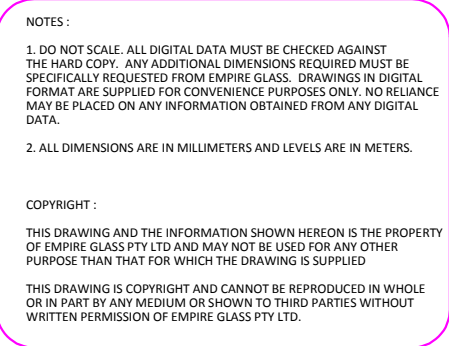 NOTES :
1. DO NOT SCALE. ALL DIGITAL DATA MUST BE CHECKED AGAINST
THE HARD COPY. ANY ADDITIONAL DIMENSIONS REQUIRED MUST BE
SPECIFICALLY REQUESTED FROM EMPIRE GLASS. DRAWINGS IN DIGITAL
FORMAT ARE SUPPLIED FOR CONVENIENCE PURPOSES ONLY. NO RELIANCE
MAY BE PLACED ON ANY INFORMATION OBTAINED FROM ANY DIGITAL
DATA.
2. ALL DIMENSIONS ARE IN MILLIMETERS AND LEVELS ARE IN METERS.
COPYRIGHT :
THIS DRAWING AND THE INFORMATION SHOWN HEREON IS THE PROPERTY
OF EMPIRE GLASS PTY LTD AND MAY NOT BE USED FOR ANY OTHER
PURPOSE THAN THAT FOR WHICH THE DRAWING IS SUPPLIED
THIS DRAWING IS COPYRIGHT AND CANNOT BE REPRODUCED IN WHOLE
OR IN PART BY ANY MEDIUM OR SHOWN TO THIRD PARTIES WITHOUT
WRITTEN PERMISSION OF EMPIRE GLASS PTY LTD.